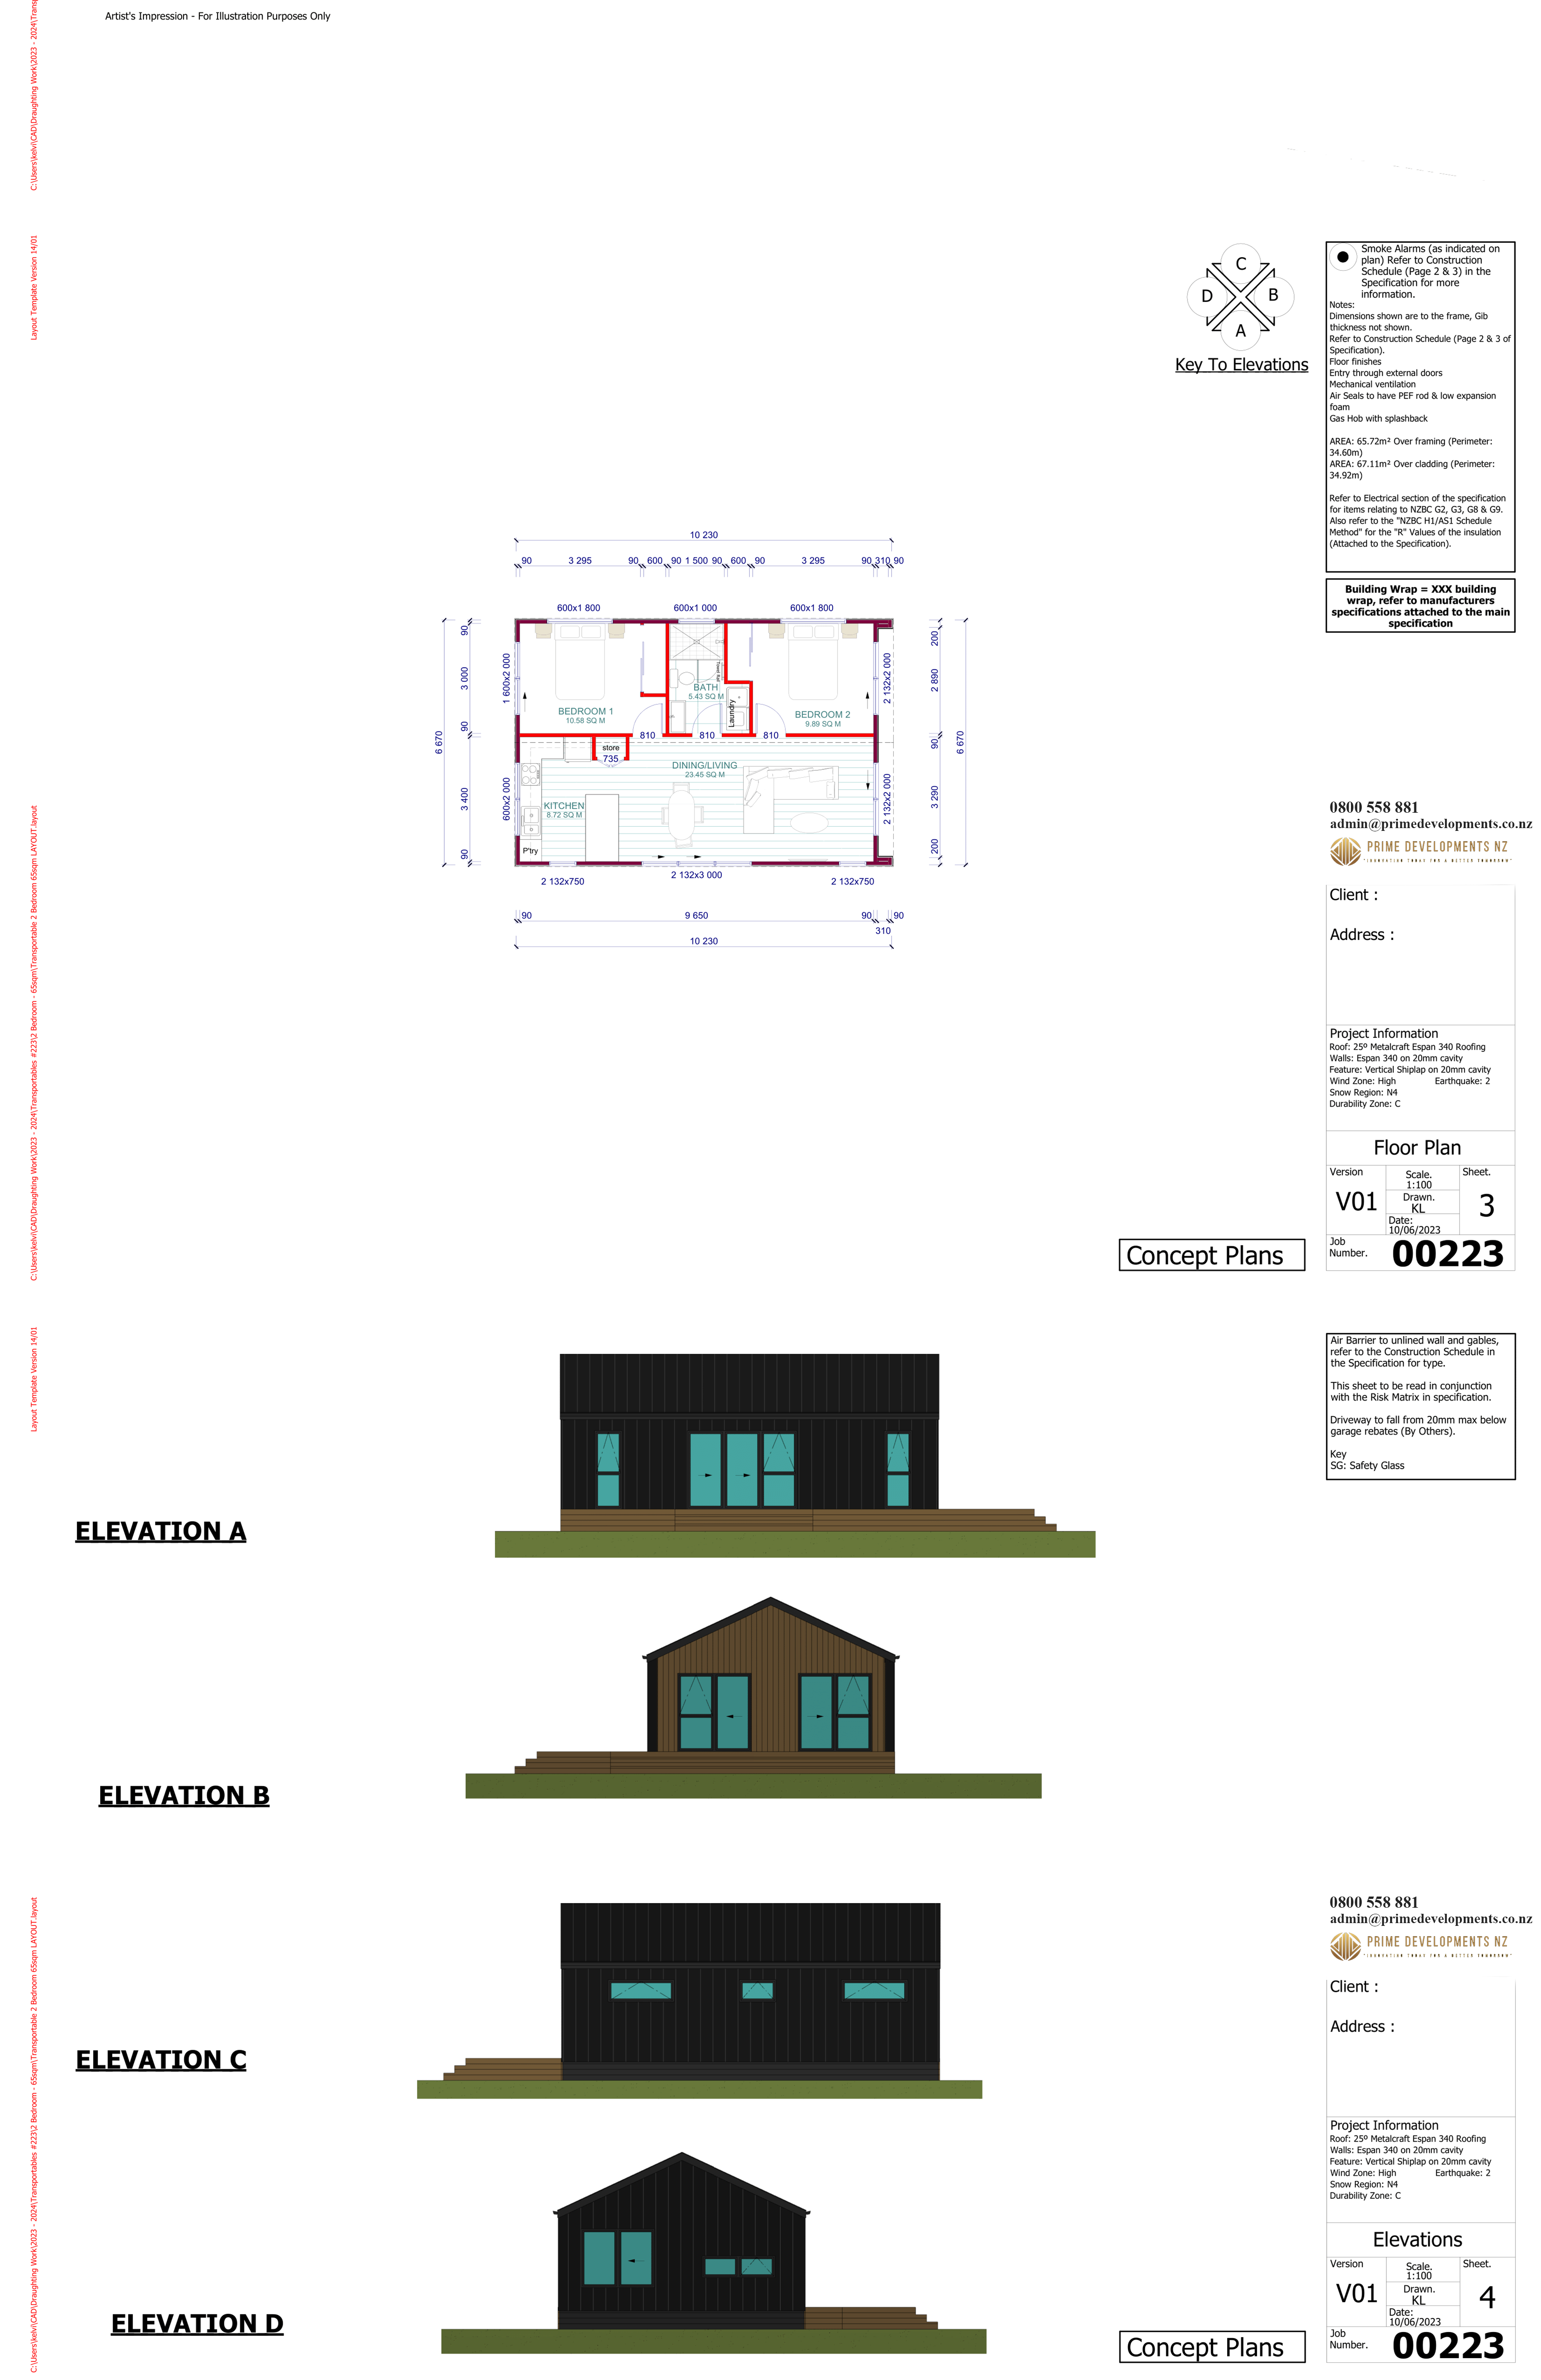 Artist's Impression - For Illustration Purposes Only
C:\Users\kelvi\CAD\Draughting Work\2023 - 2024\Trans
Layout Template Version 14/01
C
D
B
A
Key To Elevations
Smoke Alarms (as indicated on
plan) Refer to Construction
Schedule (Page 2 & 3) in the
Specification for more
information.
Notes:
Dimensions shown are to the frame, Gib
thickness not shown.
Refer to Construction Schedule (Page 2 & 3 of
Specification).
Floor finishes
Entry through external doors
Mechanical ventilation
Air Seals to have PEF rod & low expansion
foam
Gas Hob with splashback
AREA: 65.72m² Over framing (Perimeter:
34.60m)
AREA: 67.11m² Over cladding (Perimeter:
34.92m)
Refer to Electrical section of the specification
for items relating to NZBC G2, G3, G8 & G9.
Also refer to the "NZBC H1/AS1 Schedule
Method" for the "R" Values of the insulation
(Attached to the Specification).
Building Wrap = XXX building
wrap, refer to manufacturers
specifications attached to the main
specification
10 230
90 3 295 90 600 90 1 500 90 600 90 3 295 90 310 90
600x1 800 600x1 000 600x1 800
6 670
90
3 000
90
3 400
90
1 600x2 000
600x2 000
BEDROOM 1
10.58 SQ M
BATH
5.43 SQ M
Towel Rail
Laundry
BEDROOM 2
9.89 SQ M
810 810 810
store
735
DINING/LIVING
23.45 SQ M
KITCHEN
8.72 SQ M
P'try
2 132x2 000
2 132x2 000
200
2 890
90
3 290
200
6 670
2 132x750 2 132x3 000 2 132x750
90 9 650 90 90
310
10 230
C:\Users\kelvi\CAD\Draughting Work\2023 - 2024\Transportables #223\2 Bedroom - 65sqm\Transportable 2 Bedroom 65sqm LAYOUT.layout
0800 558 881
admin@primedevelopments.co.nz
PRIME DEVELOPMENTS NZ
"INNOVATION TODAY FOR A BETTER TOMORROW"
Client :
Address :
Project Information
Roof: 25º Metalcraft Espan 340 Roofing
Walls: Espan 340 on 20mm cavity
Feature: Vertical Shiplap on 20mm cavity
Wind Zone: High Earthquake: 2
Snow Region: N4
Durability Zone: C
Floor Plan
Version
V01
Scale.
1:100
Drawn.
KL
Date:
10/06/2023
Sheet.
3
Job
Number.
00223
Concept Plans
Layout Template Version 14/01
Air Barrier to unlined wall and gables,
refer to the Construction Schedule in
the Specification for type.
This sheet to be read in conjunction
with the Risk Matrix in specification.
Driveway to fall from 20mm max below
garage rebates (By Others).
Key
SG: Safety Glass
ELEVATION A
ELEVATION B
ELEVATION C
ELEVATION D
C:\Users\kelvi\CAD\Draughting Work\2023 - 2024\Transportables #223\2 Bedroom - 65sqm\Transportable 2 Bedroom 65sqm LAYOUT.layout
0800 558 881
admin@primedevelopments.co.nz
PRIME DEVELOPMENTS NZ
"INNOVATION TODAY FOR A BETTER TOMORROW"
Client :
Address :
Project Information
Roof: 25º Metalcraft Espan 340 Roofing
Walls: Espan 340 on 20mm cavity
Feature: Vertical Shiplap on 20mm cavity
Wind Zone: High Earthquake: 2
Snow Region: N4
Durability Zone: C
Elevations
Version
V01
Scale.
1:100
Drawn.
KL
Date:
10/06/2023
Sheet.
4
Job
Number.
00223
Concept Plans